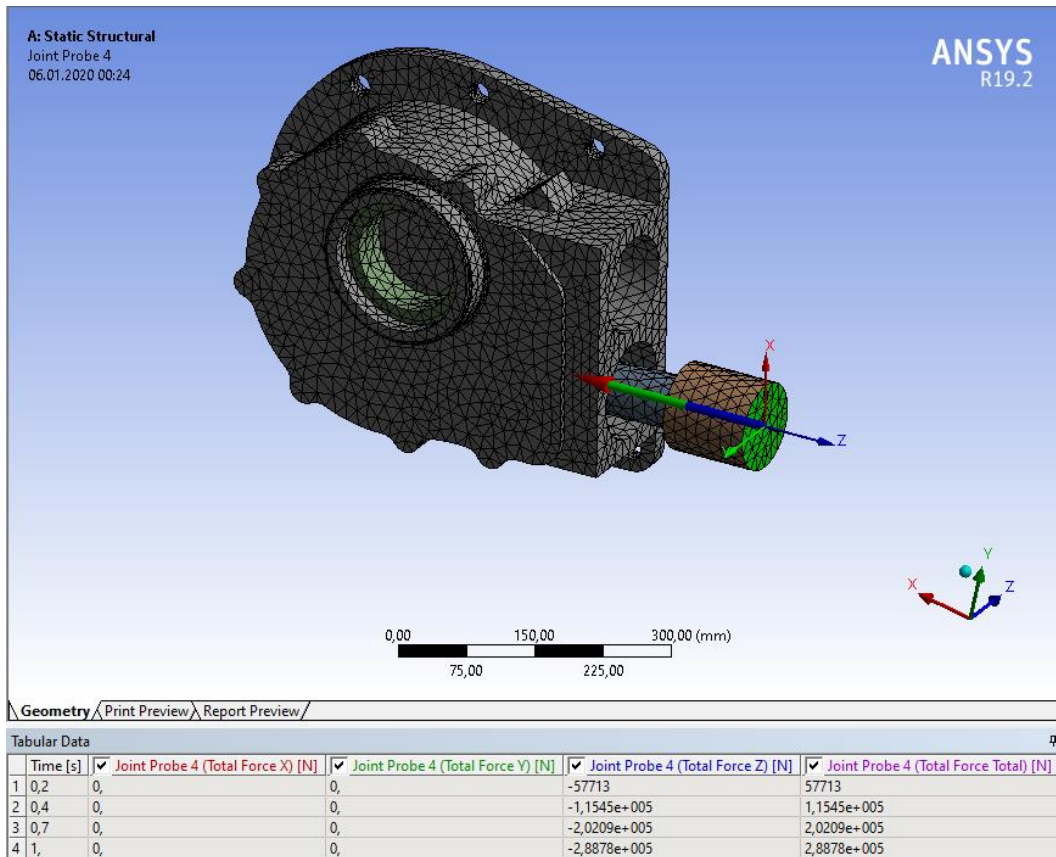 A: Static Structural
Joint Probe 4
06.01.2020 00:24
ANSYS
R19.2
X
Z
Y
X
Z
0,00 150,00 300,00 (mm)
75,00 225,00
Geometry Print Preview Report Preview
Tabular Data
Time [s] Joint Probe 4 (Total Force X) [N] Joint Probe 4 (Total Force Y) [N] Joint Probe 4 (Total Force Z) [N] Joint Probe 4 (Total Force Total) [N]
1 0,2 0, 0, -57713 57713
2 0,4 0, 0, -1,1545e+005 1,1545e+005
3 0,7 0, 0, -2,0209e+005 2,0209e+005
4 1, 0, 0, -2,8878e+005 2,8878e+005